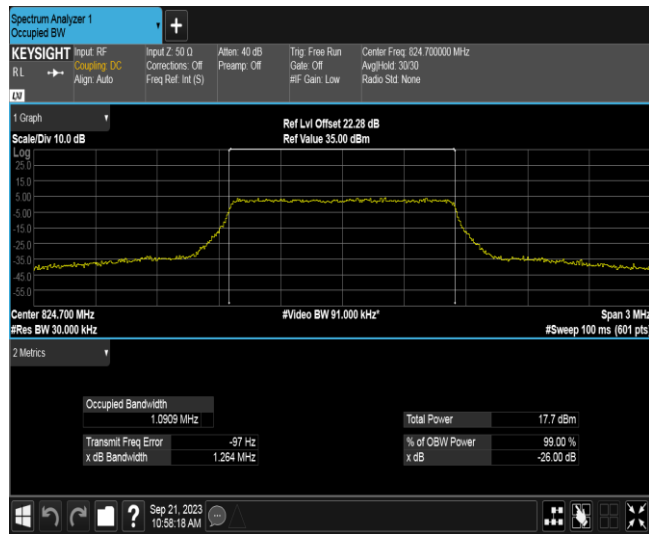 Spectrum Analyzer 1
Occupied BW
+
KEYSIGHT
RL
LXI
Input: RF
Coupling: DC
Align: Auto
Input Z: 50 Ω
Corrections: Off
Freq Ref: Int (S)
Atten: 40 dB
Preamp: Off
Trig: Free Run
Gate: Off
#IF Gain: Low
Center Freq: 824.700000 MHz
Avg|Hold: 30/30
Radio Std: None
1 Graph
Scale/Div 10.0 dB
Ref Lvl Offset 22.28 dB
Ref Value 35.00 dBm
Log
25.0
15.0
5.00
-5.00
-15.0
-25.0
-35.0
-45.0
-55.0
Center 824.700 MHz
#Res BW 30.000 kHz
#Video BW 91.000 kHz*
Span 3 MHz
#Sweep 100 ms (601 pts)
2 Metrics
Occupied Bandwidth
1.0909 MHz
Total Power 17.7 dBm
Transmit Freq Error -97 Hz
% of OBW Power 99.00 %
x dB Bandwidth 1.264 MHz
x dB -26.00 dB
?
Sep 21, 2023
10:58:18 AM